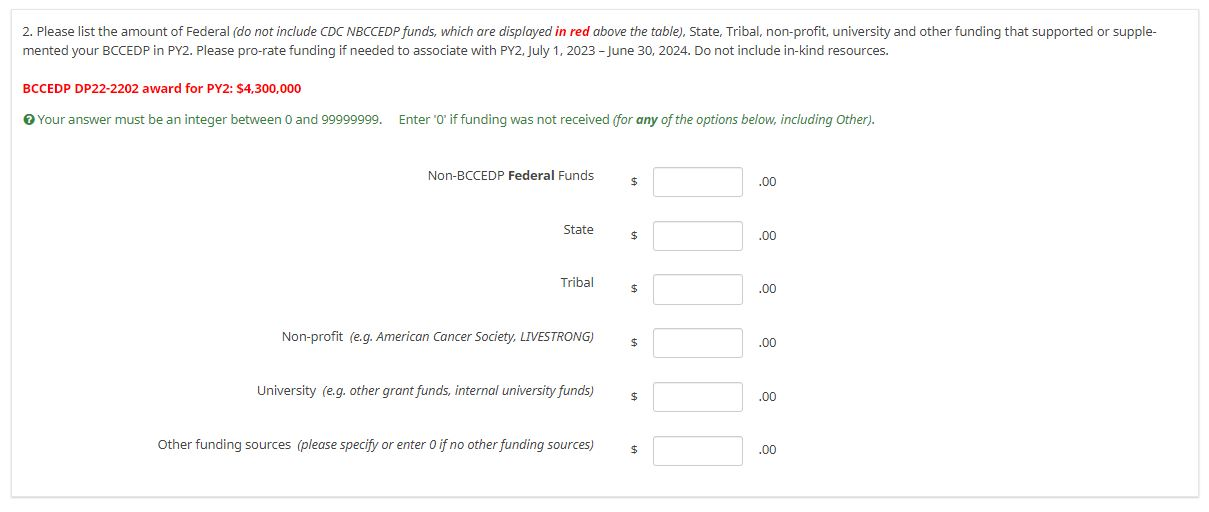 2. Please list the amount of Federal (do not include CDC NBCCEDP funds, which are displayed in red above the table), State, Tribal, non-profit, university and other funding that supported or supple-
mented your BCCEDP in PY2. Please pro-rate funding if needed to associate with PY2, July 1, 2023 – June 30, 2024. Do not include in-kind resources.
BCCEDP DP22-2202 award for PY2: $4,300,000
? Your answer must be an integer between 0 and 99999999. Enter '0' if funding was not received (for any of the options below, including Other).
Non-BCCEDP Federal Funds $ .00
State $ .00
Tribal $ .00
Non-profit (e.g. American Cancer Society, LIVESTRONG) $ .00
University (e.g. other grant funds, internal university funds) $ .00
Other funding sources (please specify or enter 0 if no other funding sources) $ .00